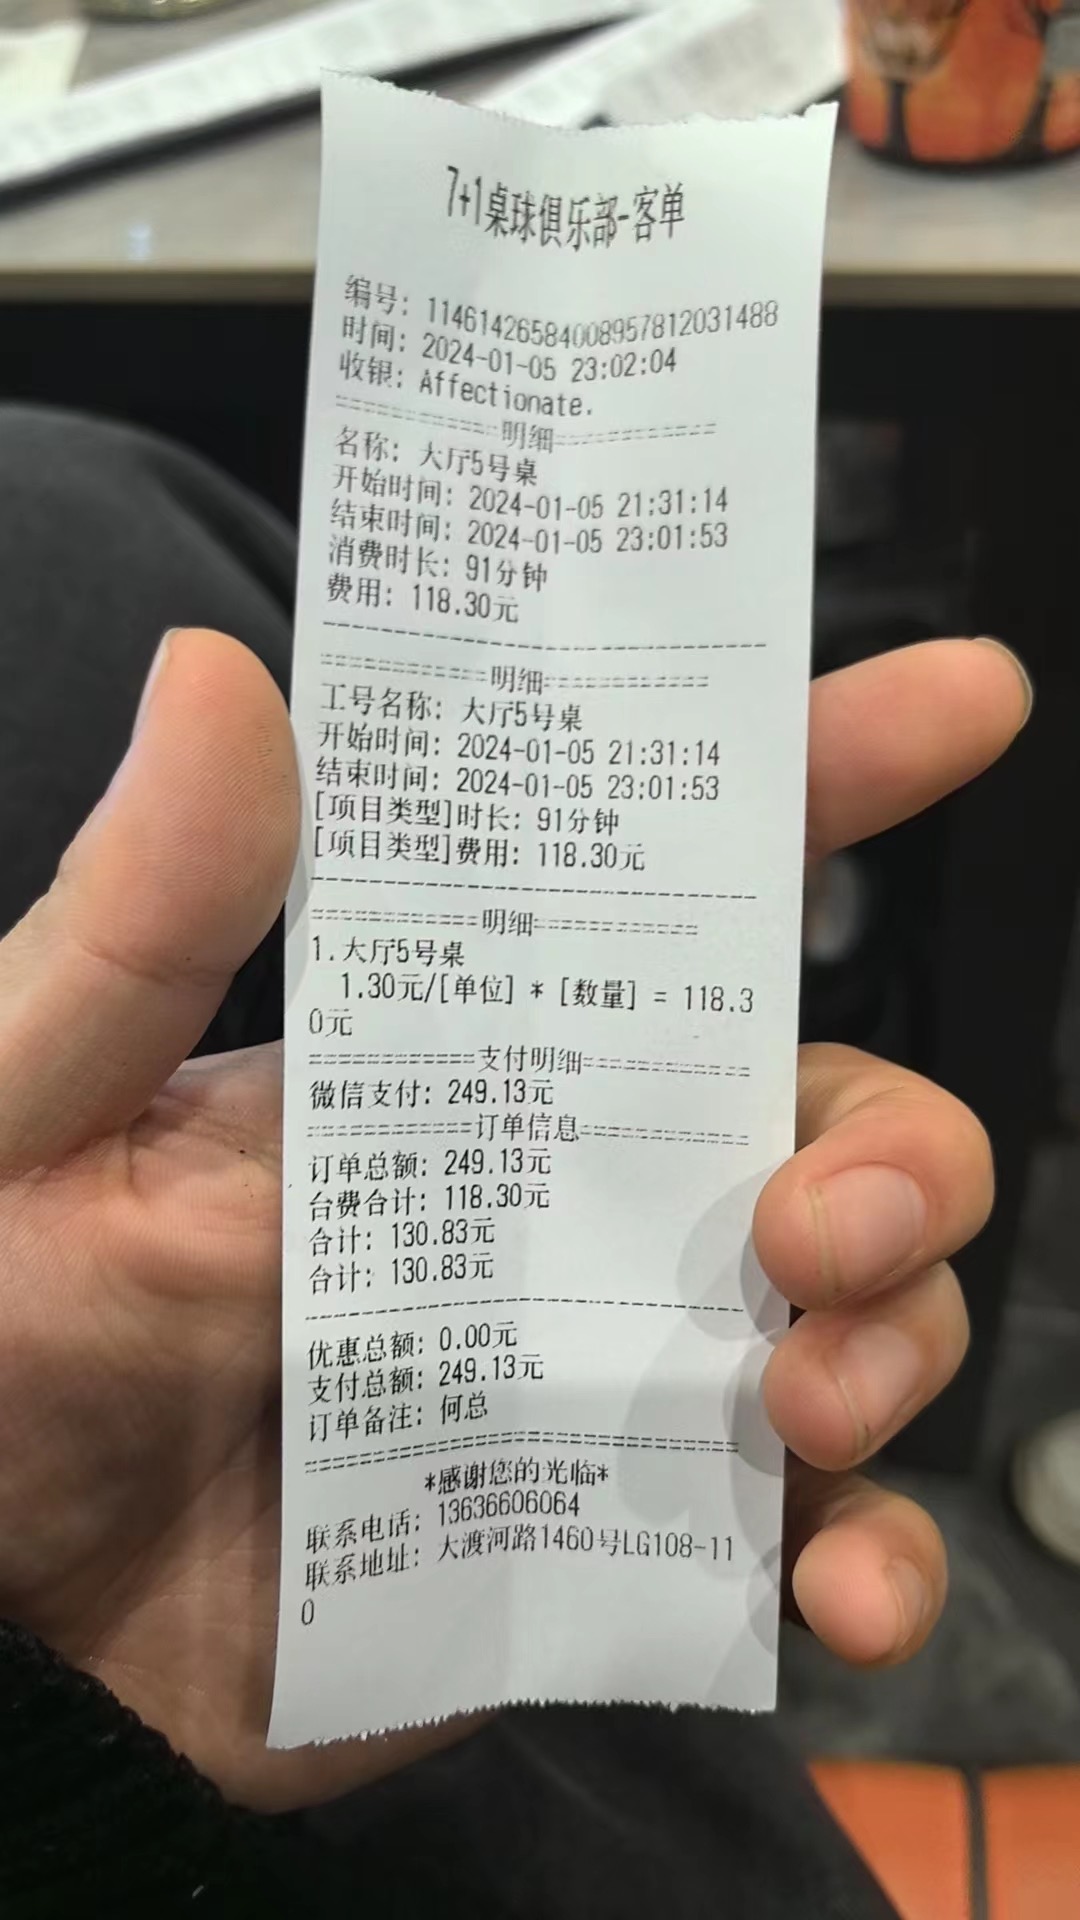 7+1桌球俱乐部-客单
编号: 1146142658400895781​2031488
时间: 2024-01-05 23:02:04
收银: Affectionate.
===========明细===========
名称: 大厅5号桌
开始时间: 2024-01-05 21:31:14
结束时间: 2024-01-05 23:01:53
消费时长: 91分钟
费用: 118.30元
--------------------------------
===========明细===========
工号名称: 大厅5号桌
开始时间: 2024-01-05 21:31:14
结束时间: 2024-01-05 23:01:53
[项目类型]时长: 91分钟
[项目类型]费用: 118.30元
--------------------------------
===========明细===========
1.大厅5号桌
1.30元/[单位] * [数量] = 118.3
0元
===========支付明细===========
微信支付: 249.13元
===========订单信息===========
订单总额: 249.13元
台费合计: 118.30元
合计: 130.83元
合计: 130.83元
--------------------------------
优惠总额: 0.00元
支付总额: 249.13元
订单备注: 何总
================================
*感谢您的光临*
联系电话: 13636606064
联系地址: 大渡河路1460号LG108-11
0